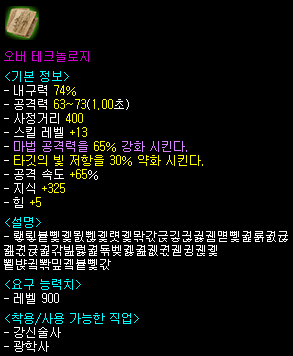 오버 테크놀로지
<기본 정보>
- 내구력 74%
- 공격력 63~73(1.00초)
- 사정거리 400
- 스킬 레벨 +13
- 마법 공격력을 65% 강화 시킨다.
- 타깃의 빛 저항을 30% 약화 시킨다.
- 공격 속도 +65%
- 지식 +325
- 힘 +5
<설명>
<요구 능력치>
- 레벨 900
<착용/사용 가능한 직업>
- 강신술사
- 광학사